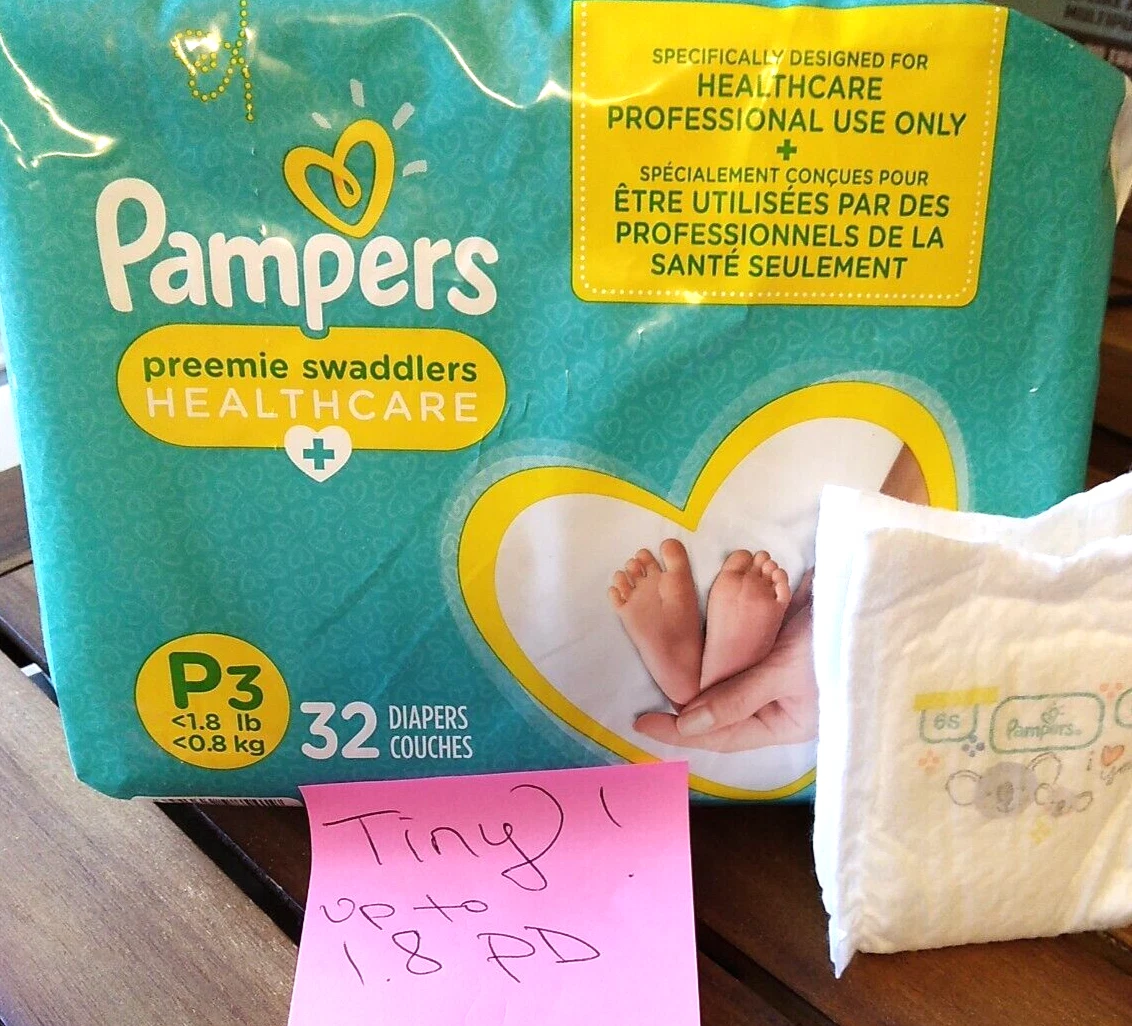 SPECIFICALLY DESIGNED FOR
HEALTHCARE
PROFESSIONAL USE ONLY
+
SPÉCIALEMENT CONÇUES POUR
ÊTRE UTILISÉES PAR DES
PROFESSIONNELS DE LA
SANTÉ SEULEMENT
Pampers
preemie swaddlers
HEALTHCARE
P3
<1.8 lb
<0.8 kg
32 DIAPERS
COUCHES
Pampers
i
Tiny!
up to
1.8 PD